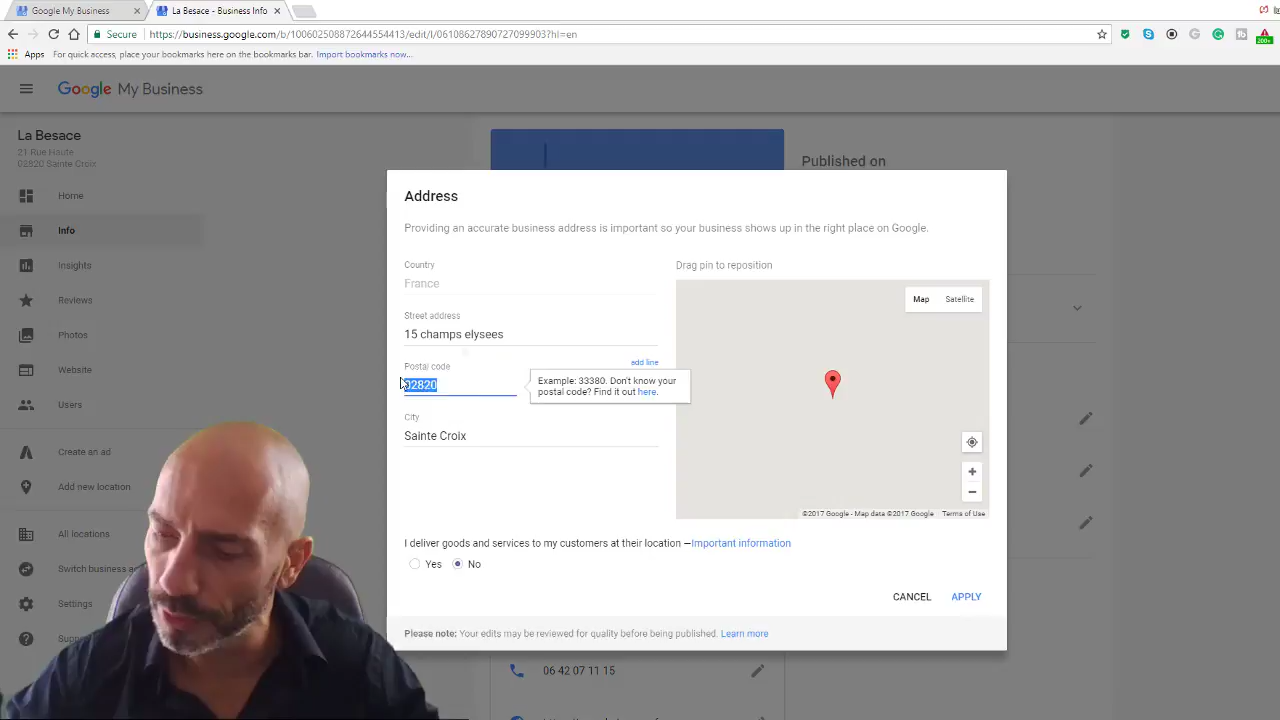 Google My Business
La Besace - Business Info
Secure
https://business.google.com/b/100602508872644554413/edit/l/06108627890727099903?hl=en
Apps
For quick access, place your bookmarks here on the bookmarks bar. Import bookmarks now...
200+
Google My Business
La Besace
21 Rue Haute
02820 Sainte Croix
Home
Info
Insights
Reviews
Photos
Website
Users
Create an ad
Add new location
All locations
Switch business a
Settings
Supp
Published on
Address
Providing an accurate business address is important so your business shows up in the right place on Google.
Country
France
Street address
15 champs elysees
add line
Postal code
02820
Example: 33380. Don't know your
postal code? Find it out here.
City
Sainte Croix
Drag pin to reposition
Map
Satellite
©2017 Google - Map data ©2017 Google
Terms of Use
I deliver goods and services to my customers at their location —Important information
Yes
No
CANCEL
APPLY
Please note: Your edits may be reviewed for quality before being published. Learn more
06 42 07 11 15